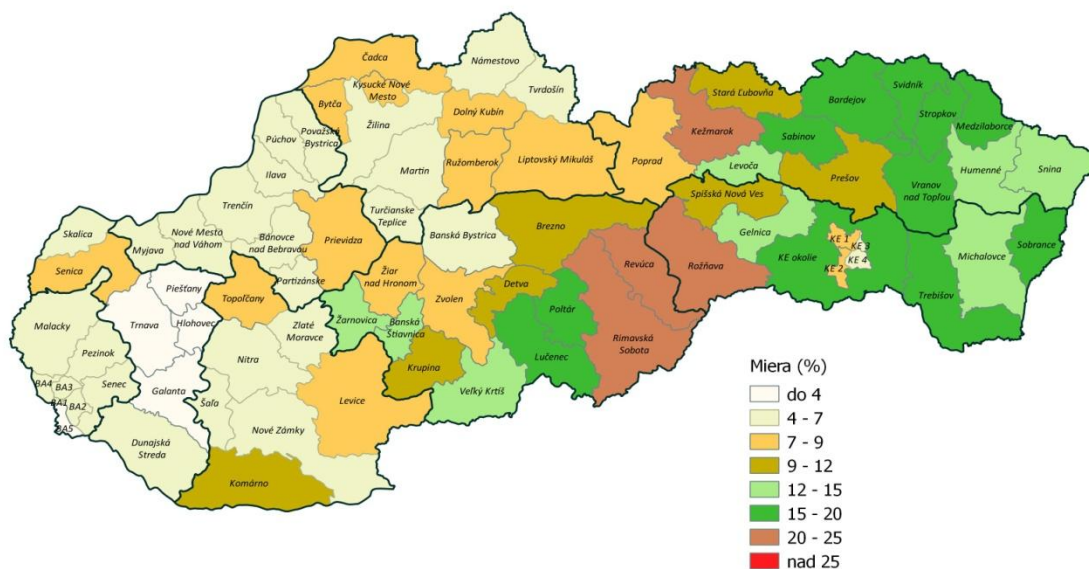 Čadca
Námestovo
Kysucké Nové
Mesto
Tvrdošín
Bytča
Dolný Kubín
Žilina
Púchov
Považská
Bystrica
Ružomberok
Liptovský Mikuláš
Poprad
Kežmarok
Stará Ľubovňa
Bardejov
Svidník
Stropkov
Medzilaborce
Sabinov
Levoča
Prešov
Humenné
Snina
Vranov
nad Topľou
Ilava
Martin
Trenčín
Turčianske
Teplice
Spišská Nová Ves
Gelnica
KE okolie
KE 1
KE 3
KE 2
KE 4
Michalovce
Sobrance
Trebišov
Skalica
Myjava
Nové Mesto
nad Váhom
Bánovce
nad Bebravou
Prievidza
Banská Bystrica
Brezno
Revúca
Rožňava
Senica
Partizánske
Žiar
nad Hronom
Zvolen
Detva
Piešťany
Topoľčany
Trnava
Hlohovec
Žarnovica
Banská
Štiavnica
Poltár
Rimavská
Sobota
Malacky
Zlaté
Moravce
Nitra
Krupina
Lučenec
Pezinok
BA4
BA3
Senec
BA1
BA2
BA5
Galanta
Šaľa
Levice
Veľký Krtíš
Nové Zámky
Dunajská
Streda
Komárno
Miera (%)
do 4
4 - 7
7 - 9
9 - 12
12 - 15
15 - 20
20 - 25
nad 25